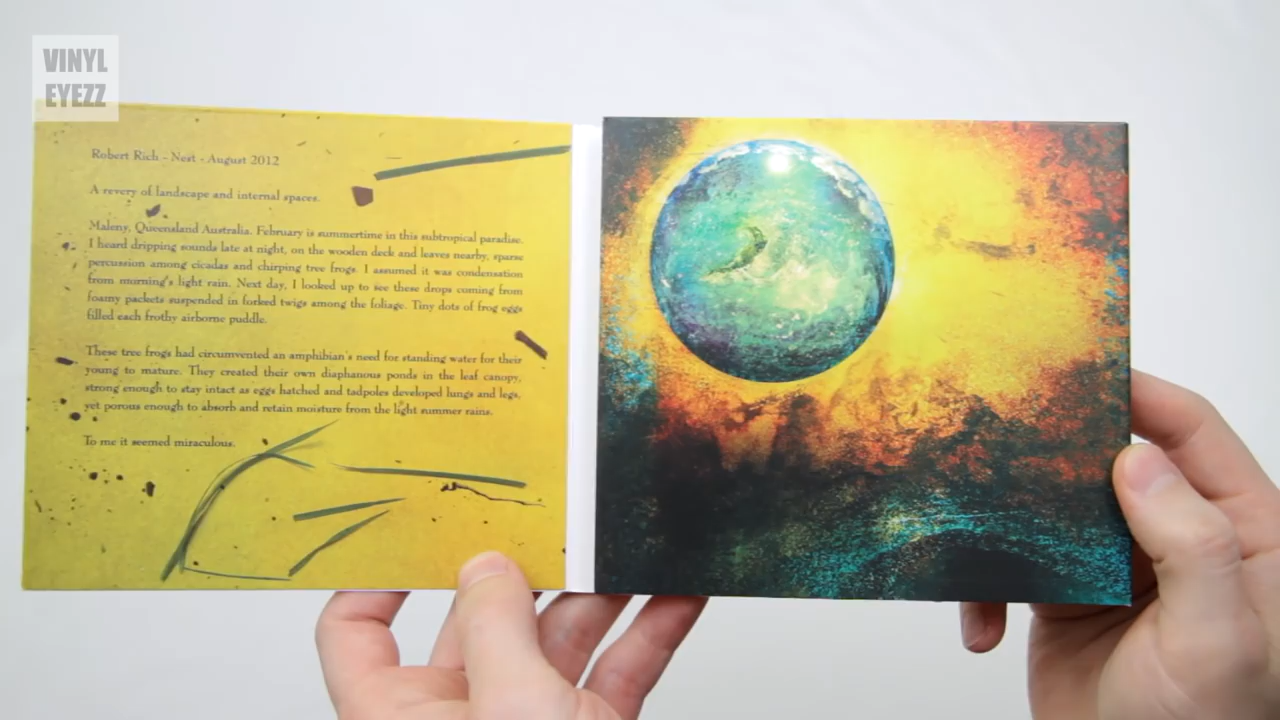 VINYL
EYEZZ
Robert Rich - Nest - August 2012
A revery of landscape and internal spaces.
Maleny, Queensland Australia. February is summertime in this subtropical paradise.
I heard dripping sounds late at night, on the wooden deck and leaves nearby, sparse
percussion among cicadas and chirping tree frogs. I assumed it was condensation
from morning's light rain. Next day, I looked up to see these drops coming from
foamy packets suspended in forked twigs among the foliage. Tiny dots of frog eggs
filled each frothy airborne puddle.
These tree frogs had circumvented an amphibian's need for standing water for their
young to mature. They created their own diaphanous ponds in the leaf canopy,
strong enough to stay intact as eggs hatched and tadpoles developed lungs and legs,
yet porous enough to absorb and retain moisture from the light summer rains.
To me it seemed miraculous.